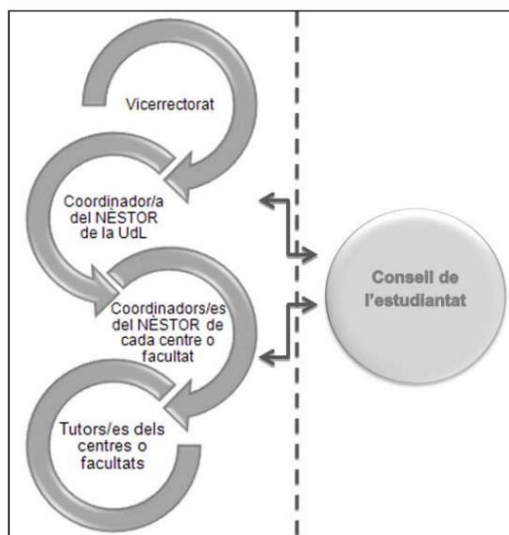 Vicerrectorat
Coordinador/a
del NÈSTOR
de la UdL
Coordinadors/es
del NÈSTOR de
cada centre o
facultat
Tutors/es dels
centres o
facultats
Consell de
l'estudiantat